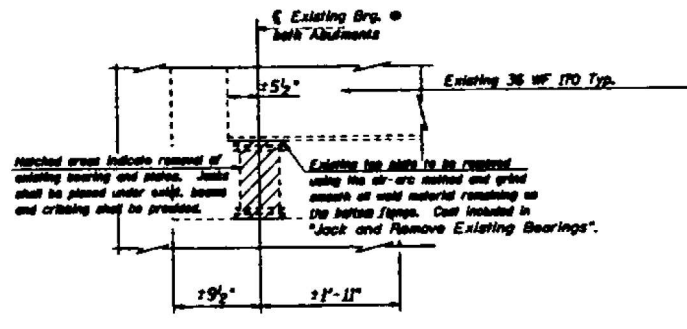 ℄ Existing Brg. @
both Abutments
±5½"
Existing 36 WF 170 Typ.
Hatched areas indicate removal of
existing bearing and plates. Jacks
shall be placed under exist. beams
and cribbing shall be provided.
Existing top plate to be removed
using the air-arc method and grind
smooth all weld material remaining on
the bottom flange. Cost included in
"Jack and Remove Existing Bearings".
±9½"
±1'-11"